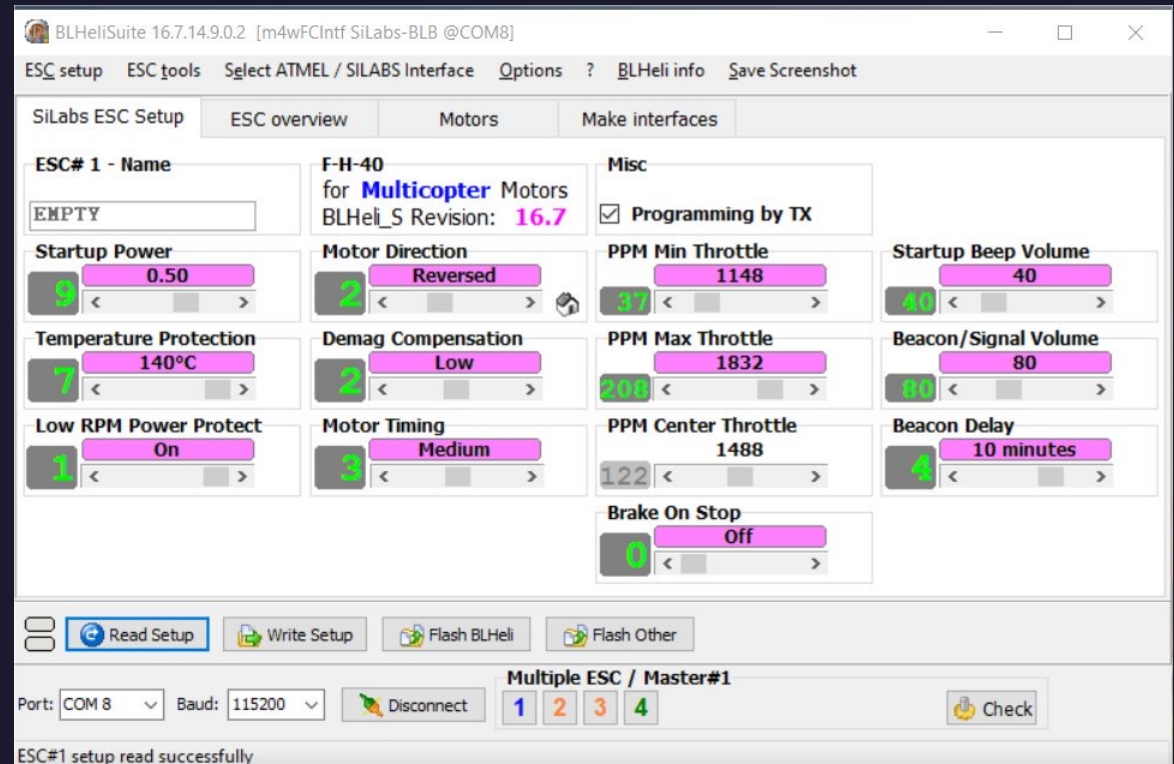 BLHeliSuite 16.7.14.9.0.2 [m4wFCIntf SiLabs-BLB @COM8]
ESC setup ESC tools Select ATMEL / SILABS Interface Options ? BLHeli info Save Screenshot
SiLabs ESC Setup ESC overview Motors Make interfaces
ESC# 1 - Name
EMPTY
F-H-40
for Multicopter Motors
BLHeli_S Revision: 16.7
Misc
Programming by TX
Startup Power
0.50
9
Motor Direction
Reversed
2
PPM Min Throttle
1148
37
Startup Beep Volume
40
40
Temperature Protection
140°C
7
Demag Compensation
Low
2
PPM Max Throttle
1832
208
Beacon/Signal Volume
80
80
Low RPM Power Protect
On
1
Motor Timing
Medium
3
PPM Center Throttle
1488
122
Beacon Delay
10 minutes
4
Brake On Stop
Off
0
Read Setup Write Setup Flash BLHeli Flash Other
Multiple ESC / Master#1
Port: COM 8 Baud: 115200 Disconnect 1 2 3 4 Check
ESC#1 setup read successfully